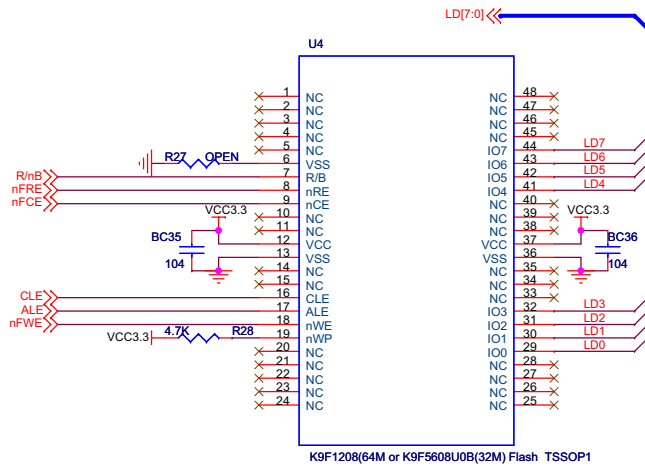 LD[7:0]
U4
1 NC NC 48
2 NC NC 47
3 NC NC 46
4 NC NC 45
5 NC IO7 44 LD7
R27 OPEN 6 VSS IO6 43 LD6
R/nB 7 R/B IO5 42 LD5
nFRE 8 nRE IO4 41 LD4
nFCE 9 nCE NC 40
VCC3.3 10 NC NC 39 VCC3.3
11 NC NC 38
BC35 12 VCC VCC 37 BC36
104 13 VSS VSS 36 104
14 NC NC 35
15 NC NC 34
CLE 16 CLE NC 33
ALE 17 ALE IO3 32 LD3
nFWE 18 nWE IO2 31 LD2
VCC3.3 4.7K R28 19 nWP IO1 30 LD1
20 NC IO0 29 LD0
21 NC NC 28
22 NC NC 27
23 NC NC 26
24 NC NC 25
K9F1208(64M or K9F5608U0B(32M) Flash TSSOP1